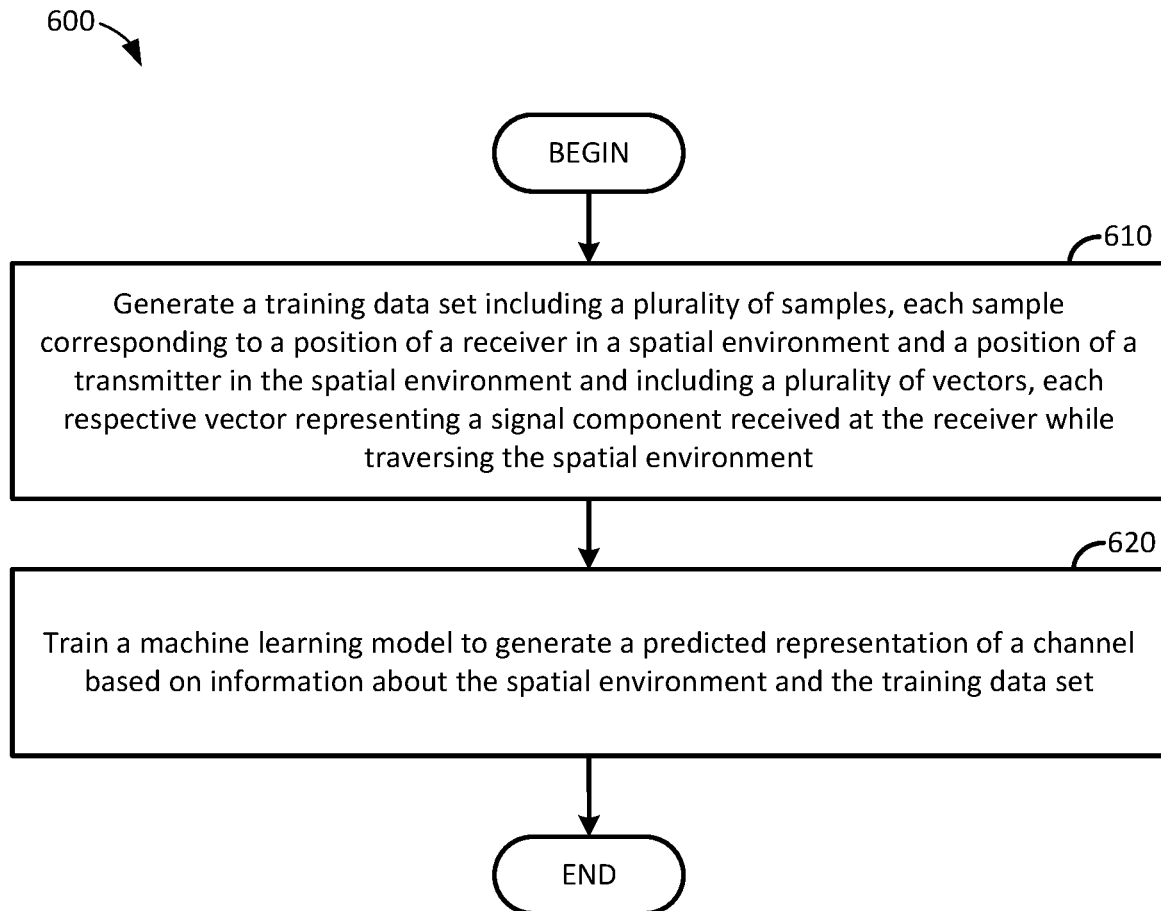 600
BEGIN
610
Generate a training data set including a plurality of samples, each sample
corresponding to a position of a receiver in a spatial environment and a position of a
transmitter in the spatial environment and including a plurality of vectors, each
respective vector representing a signal component received at the receiver while
traversing the spatial environment
620
Train a machine learning model to generate a predicted representation of a channel
based on information about the spatial environment and the training data set
END